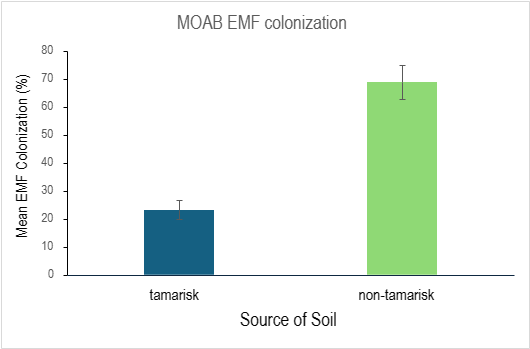 MOAB EMF colonization
Mean EMF Colonization (%)
80
70
60
50
40
30
20
10
0
tamarisk
non-tamarisk
Source of Soil